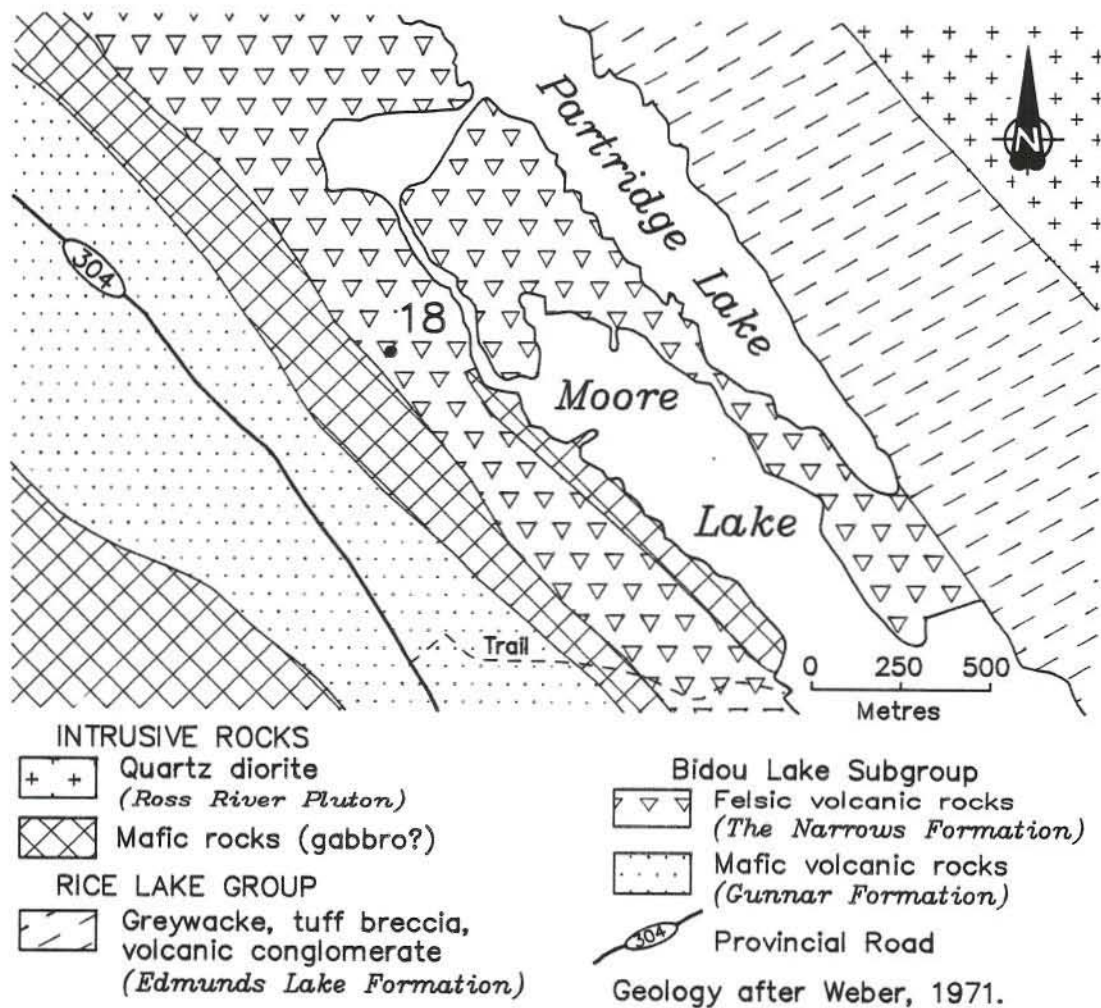 Partridge Lake
N
304
18
Moore
Lake
Trail
0 250 500
Metres
INTRUSIVE ROCKS
Quartz diorite
(Ross River Pluton)
Mafic rocks (gabbro?)
RICE LAKE GROUP
Greywacke, tuff breccia,
volcanic conglomerate
(Edmunds Lake Formation)
Bidou Lake Subgroup
Felsic volcanic rocks
(The Narrows Formation)
Mafic volcanic rocks
(Gunnar Formation)
304 Provincial Road
Geology after Weber, 1971.